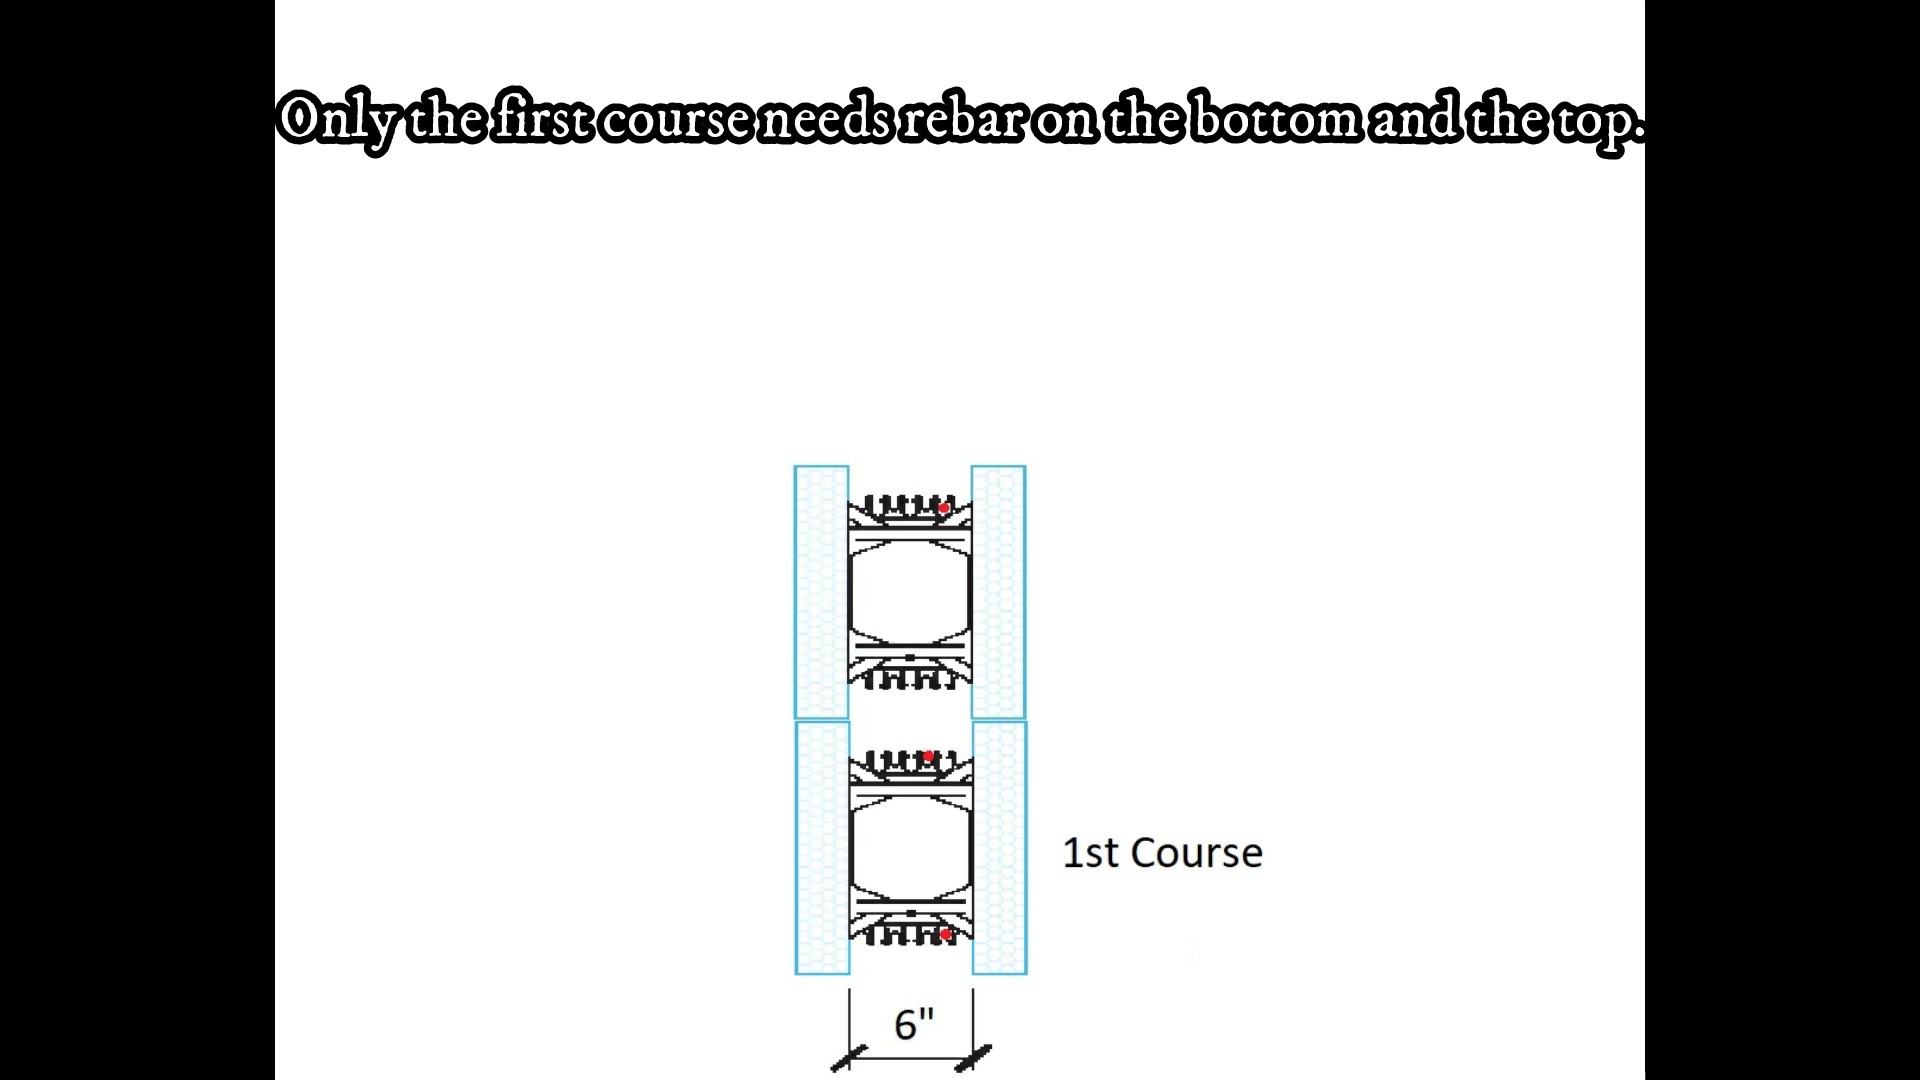 Only the first course needs rebar on the bottom and the top.
1st Course
6"